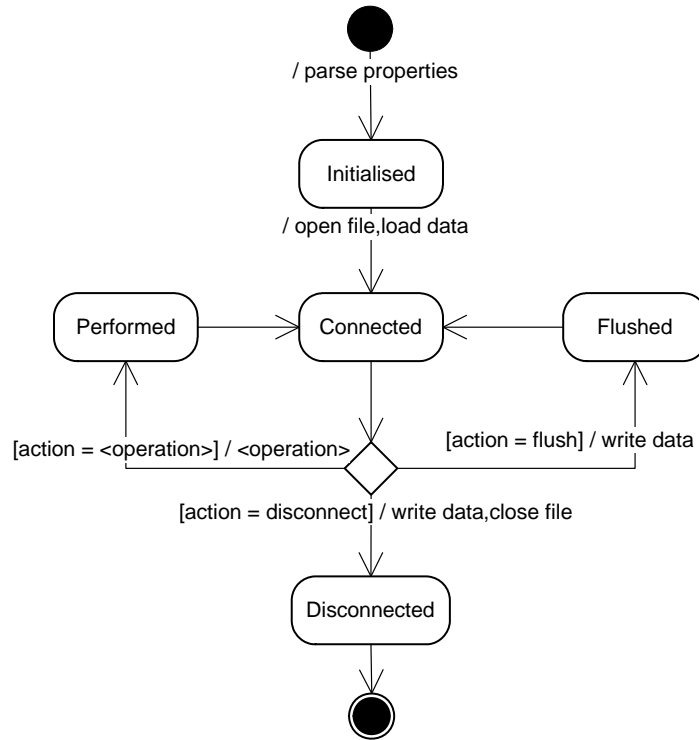 / parse properties
Initialised
/ open file,load data
Performed
Connected
Flushed
[action = <operation>] / <operation>
[action = flush] / write data
[action = disconnect] / write data,close file
Disconnected